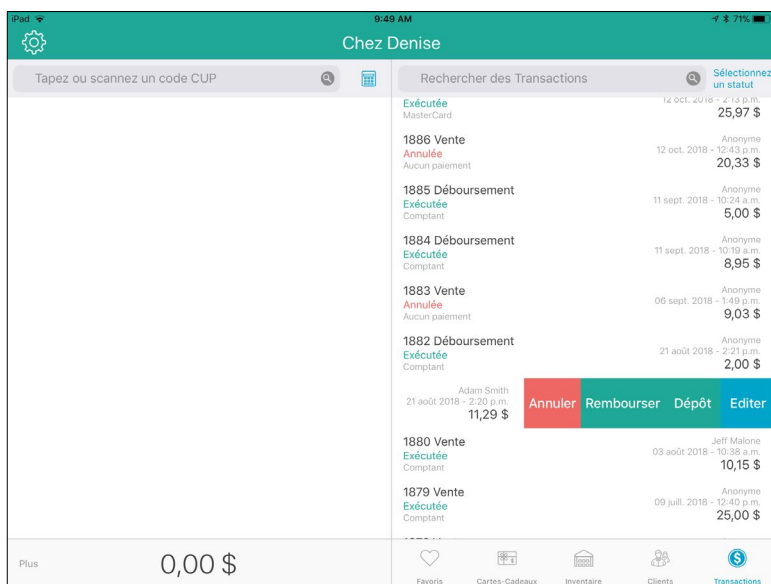 iPad 9:49 AM 71%
Chez Denise
Tapez ou scannez un code CUP
Plus 0,00 $
Rechercher des Transactions
Sélectionnez
un statut
12 oct. 2018 - 2:13 p.m.
Exécutée
MasterCard 25,97 $
1886 Vente Anonyme
Annulée 12 oct. 2018 - 12:43 p.m.
Aucun paiement 20,33 $
1885 Déboursement Anonyme
Exécutée 11 sept. 2018 - 10:24 a.m.
Comptant 5,00 $
1884 Déboursement Anonyme
Exécutée 11 sept. 2018 - 10:19 a.m.
Comptant 8,95 $
1883 Vente Anonyme
Annulée 06 sept. 2018 - 1:49 p.m.
Aucun paiement 9,03 $
1882 Déboursement Anonyme
Exécutée 21 août 2018 - 2:21 p.m.
Comptant 2,00 $
Adam Smith
21 août 2018 - 2:20 p.m.
11,29 $
Annuler Rembourser Dépôt Editer
1880 Vente Jeff Malone
Exécutée 03 août 2018 - 10:38 a.m.
Comptant 10,15 $
1879 Vente Anonyme
Exécutée 09 juill. 2018 - 12:40 p.m.
Comptant 25,00 $
Favoris Cartes-Cadeaux Inventaire Clients Transactions